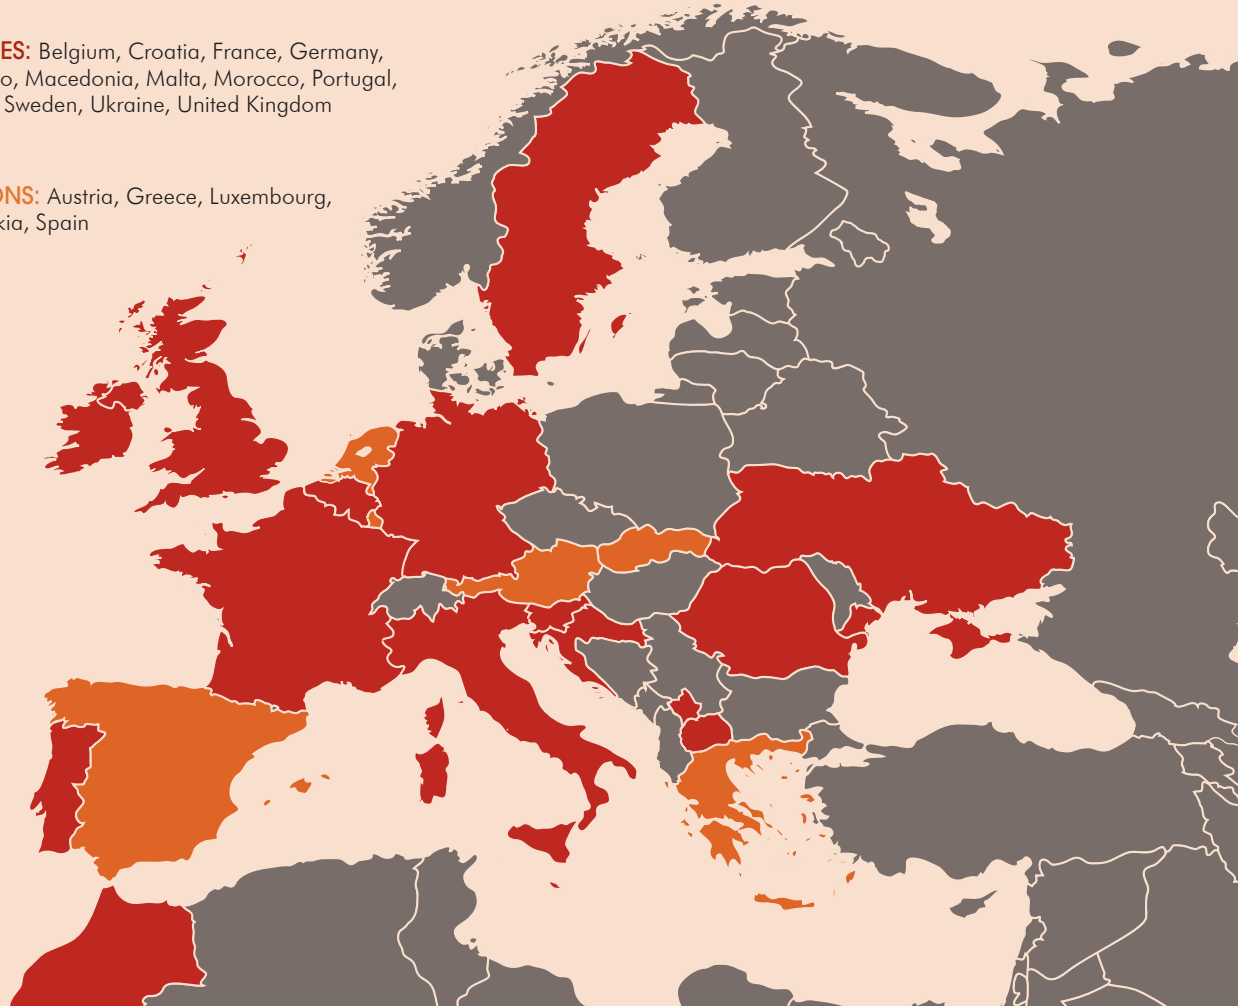 ES: Belgium, Croatia, France, Germany,
o, Macedonia, Malta, Morocco, Portugal,
Sweden, Ukraine, United Kingdom
ONS: Austria, Greece, Luxembourg,
kia, Spain